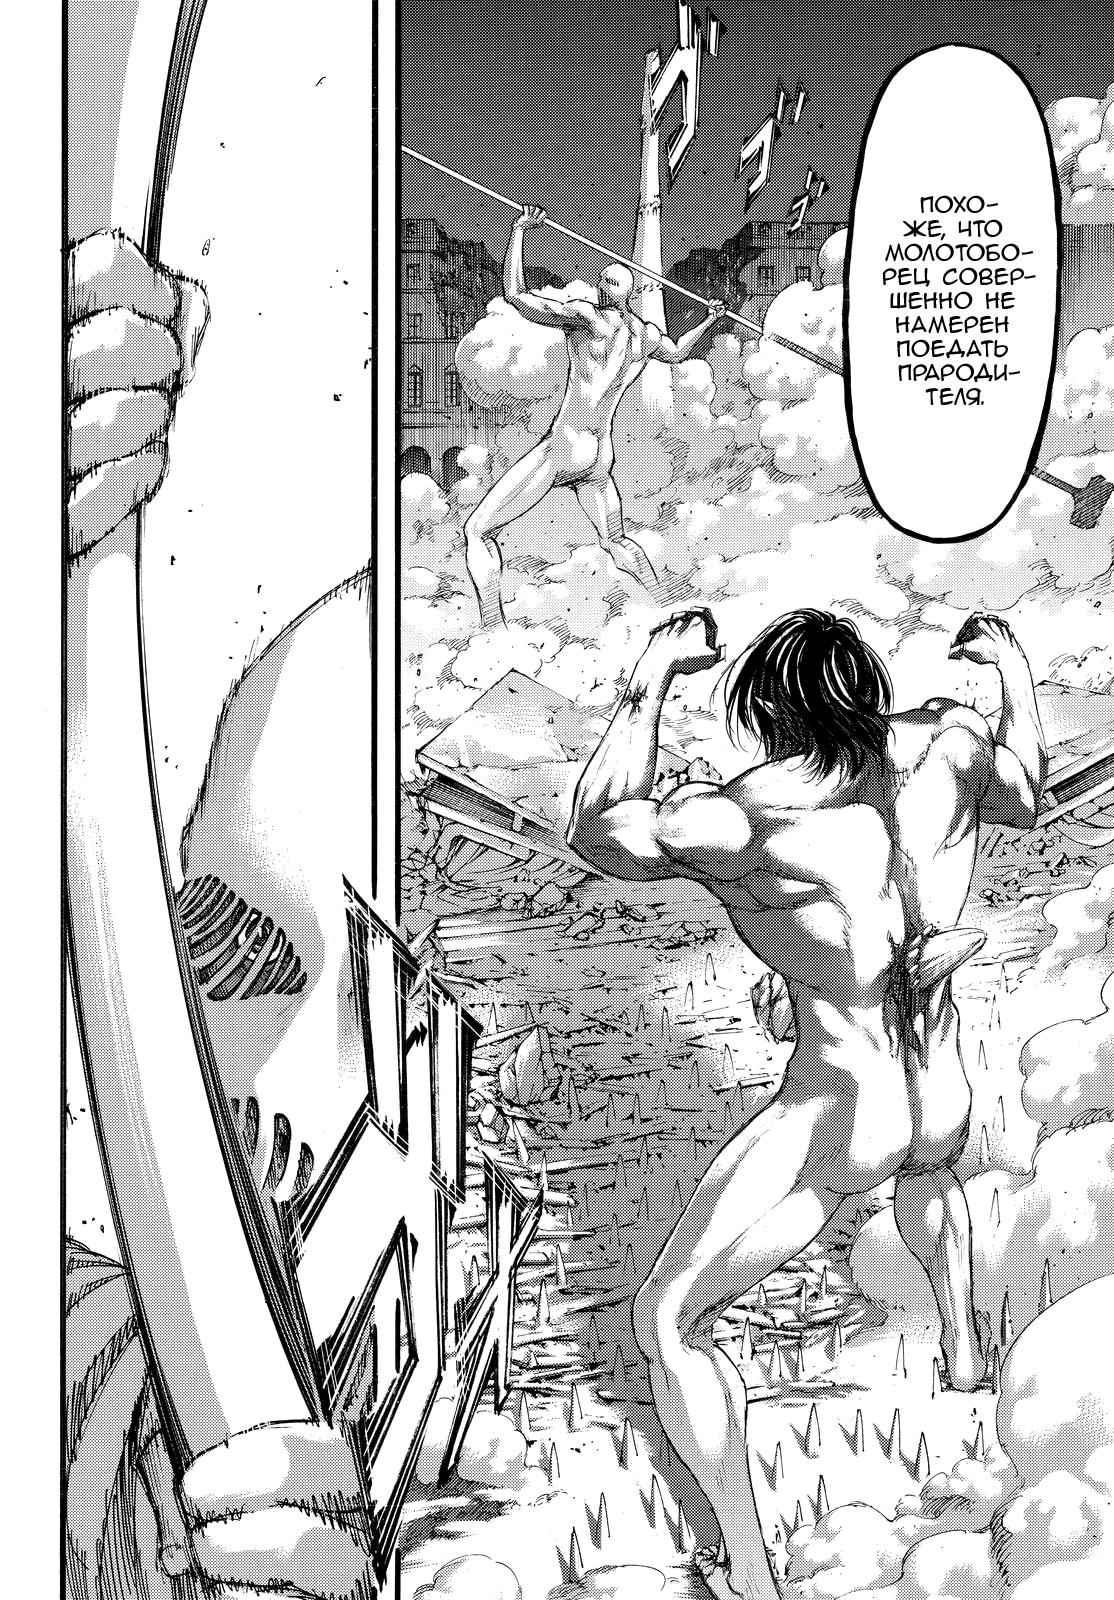 ПОХО-
ЖЕ, ЧТО
МОЛОТОБО-
РЕЦ СОВЕР-
ШЕННО НЕ
НАМЕРЕН
ПОЕДАТЬ
ПРАРОДИ-
ТЕЛЯ.